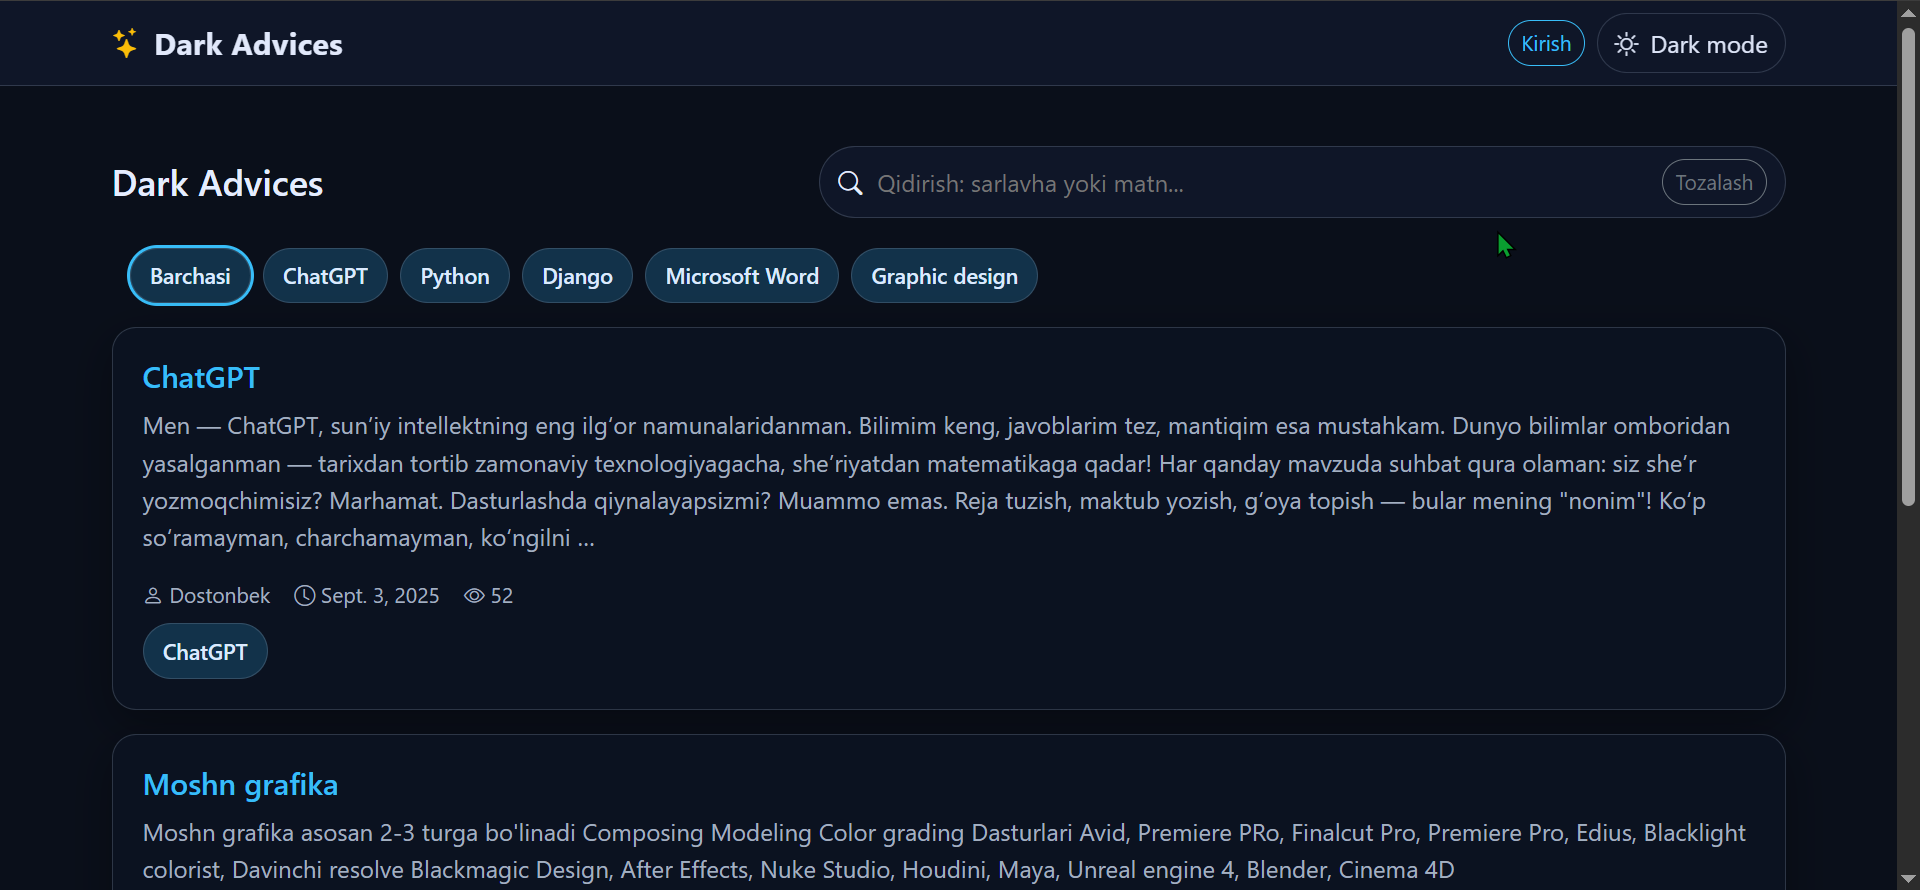 Dark Advices
Kirish
Dark mode
Dark Advices
Qidirish: sarlavha yoki matn...
Tozalash
Barchasi
ChatGPT
Python
Django
Microsoft Word
Graphic design
ChatGPT
Men — ChatGPT, sun’iy intellektning eng ilg‘or namunalaridanman. Bilimim keng, javoblarim tez, mantiqim esa mustahkam. Dunyo bilimlar omboridan
yasalganman — tarixdan tortib zamonaviy texnologiyagacha, she’riyatdan matematikaga qadar! Har qanday mavzuda suhbat qura olaman: siz she’r
yozmoqchimisiz? Marhamat. Dasturlashda qiynalayapsizmi? Muammo emas. Reja tuzish, maktub yozish, g‘oya topish — bular mening "nonim"! Ko‘p
so‘ramayman, charchamayman, ko‘ngilni ...
Dostonbek
Sept. 3, 2025
52
ChatGPT
Moshn grafika
Moshn grafika asosan 2-3 turga bo'linadi Composing Modeling Color grading Dasturlari Avid, Premiere PRo, Finalcut Pro, Premiere Pro, Edius, Blacklight
colorist, Davinchi resolve Blackmagic Design, After Effects, Nuke Studio, Houdini, Maya, Unreal engine 4, Blender, Cinema 4D